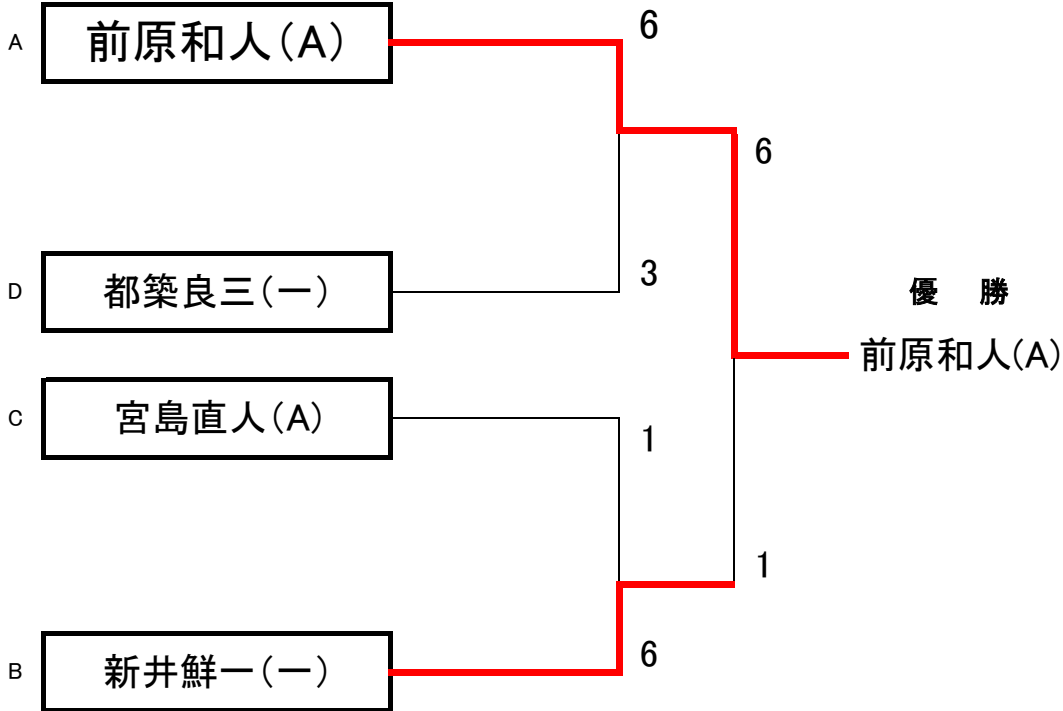 A 前原和人(A) 6
6
D 都築良三(一) 3
優 勝
前原和人(A)
C 宮島直人(A) 1
1
B 新井鮮一(一) 6